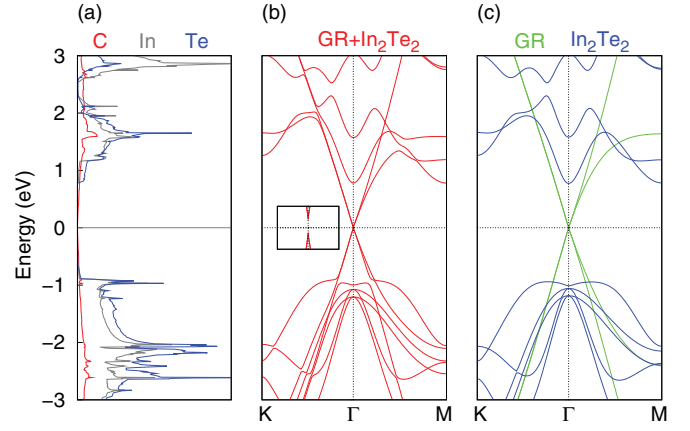 (a)
(b)
(c)
C In Te
GR+In₂Te₂
GR In₂Te₂
Energy (eV)
3
2
1
0
−1
−2
−3
K Γ M
K Γ M